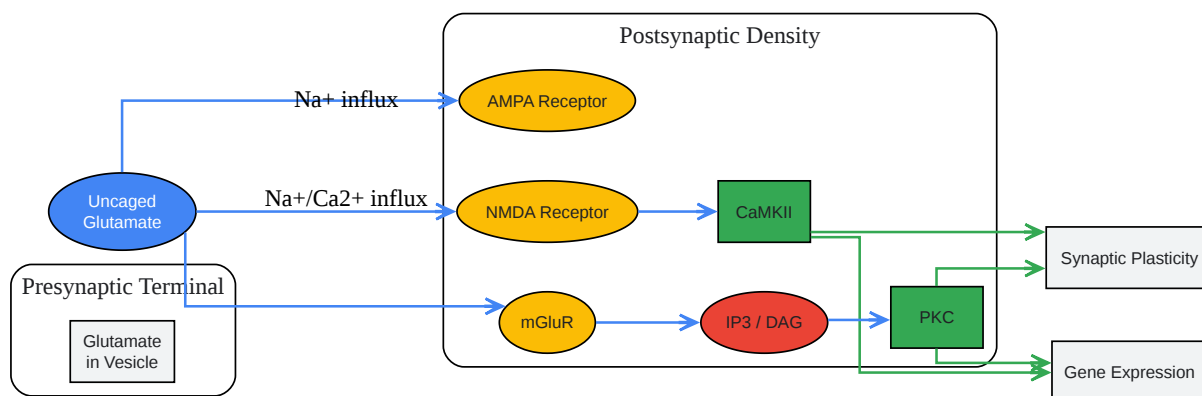 Postsynaptic Density
Na+ influx
AMPA Receptor
Uncaged
Glutamate
Na+/Ca2+ influx
NMDA Receptor
CaMKII
Synaptic Plasticity
Presynaptic Terminal
mGluR
IP3 / DAG
PKC
Glutamate
in Vesicle
Gene Expression